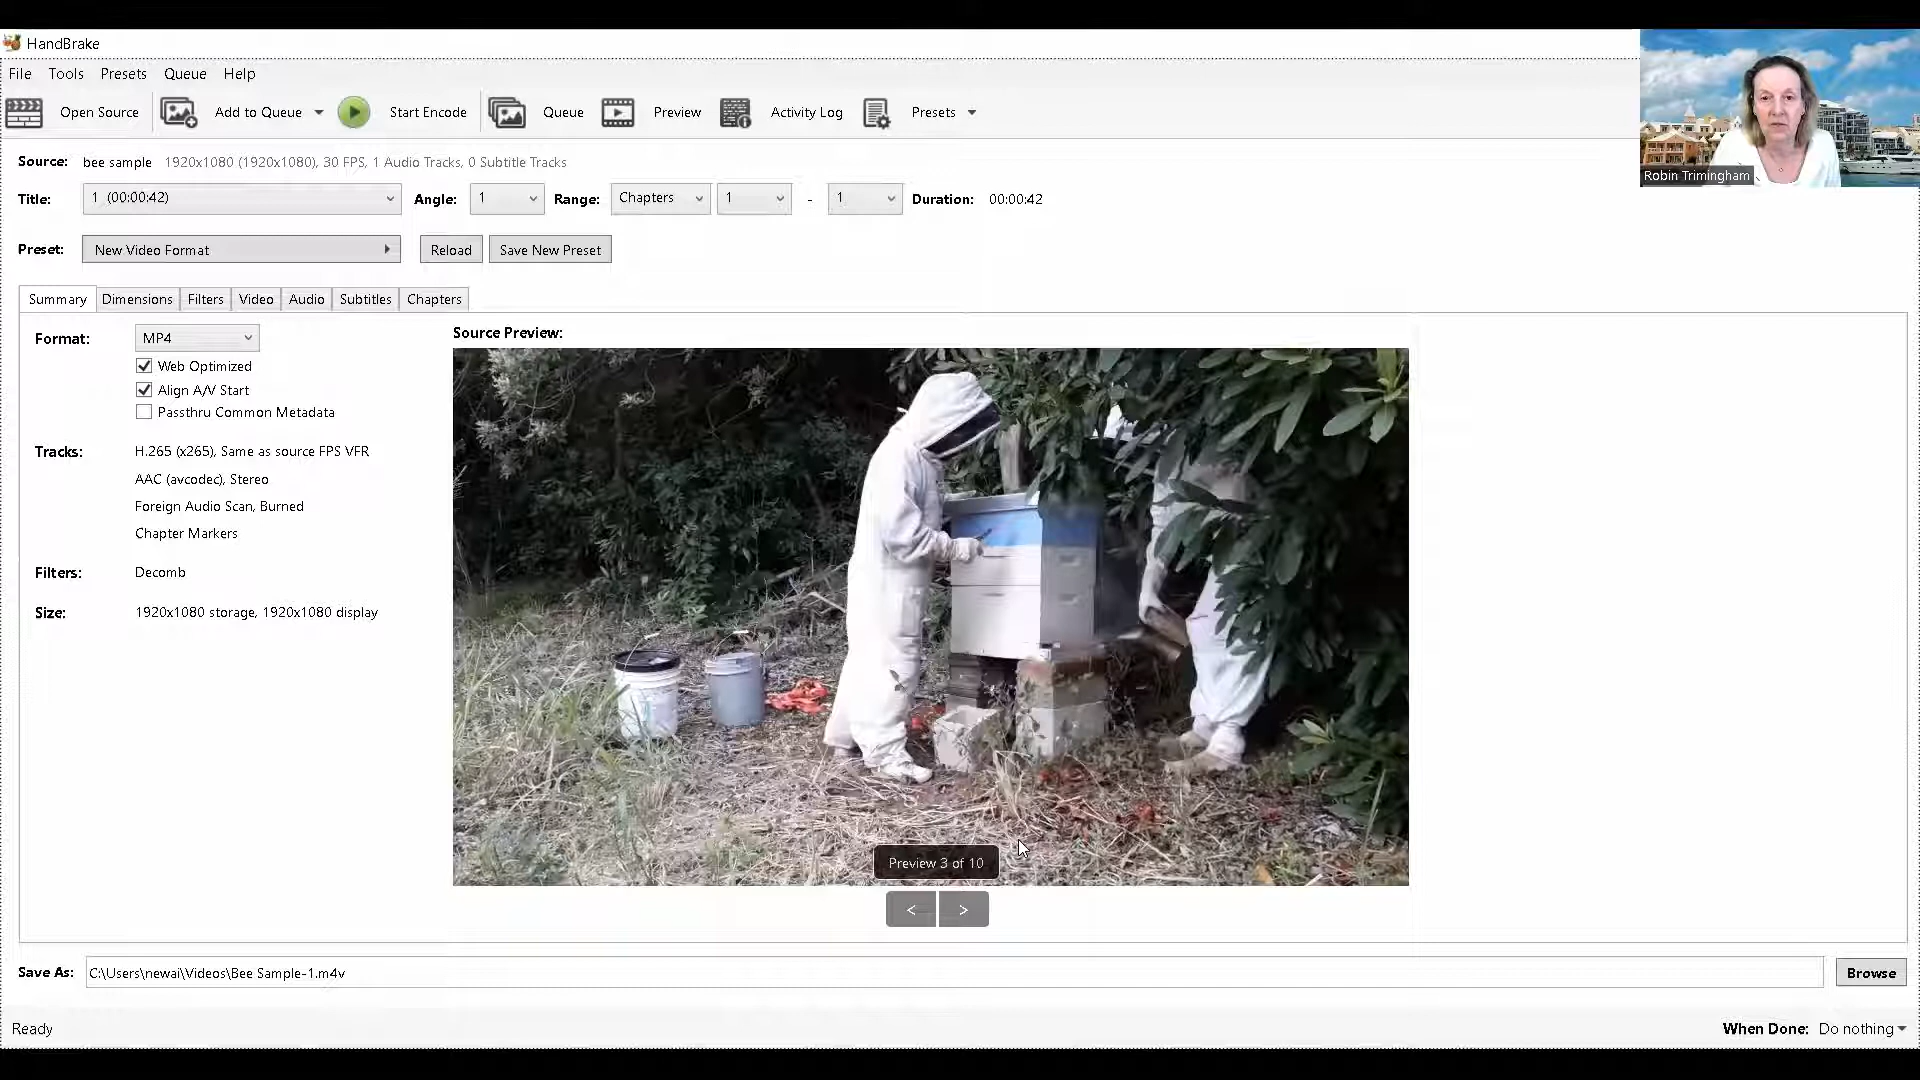 HandBrake
File Tools Presets Queue Help
Open Source Add to Queue Start Encode Queue Preview Activity Log Presets
Source: bee sample 1920x1080 (1920x1080), 30 FPS, 1 Audio Tracks, 0 Subtitle Tracks
Robin Trimingham
Title: 1 (00:00:42) Angle: 1 Range: Chapters 1 - 1 Duration: 00:00:42
Preset: New Video Format Reload Save New Preset
Summary Dimensions Filters Video Audio Subtitles Chapters
Format: MP4
Source Preview:
Web Optimized
Align A/V Start
Passthru Common Metadata
Tracks: H.265 (x265), Same as source FPS VFR
AAC (avcodec), Stereo
Foreign Audio Scan, Burned
Chapter Markers
Filters: Decomb
Size: 1920x1080 storage, 1920x1080 display
Preview 3 of 10
< >
Save As: C:\Users\newai\Videos\Bee Sample-1.m4v Browse
Ready When Done: Do nothing